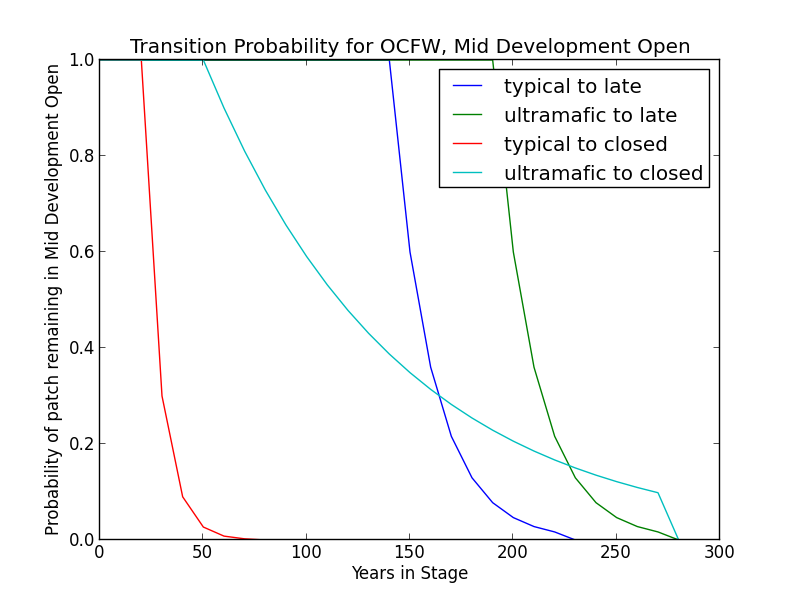 Transition Probability for OCFW, Mid Development Open
Probability of patch remaining in Mid Development Open
1.0
0.8
0.6
0.4
0.2
0.0
typical to late
ultramafic to late
typical to closed
ultramafic to closed
0 50 100 150 200 250 300
Years in Stage